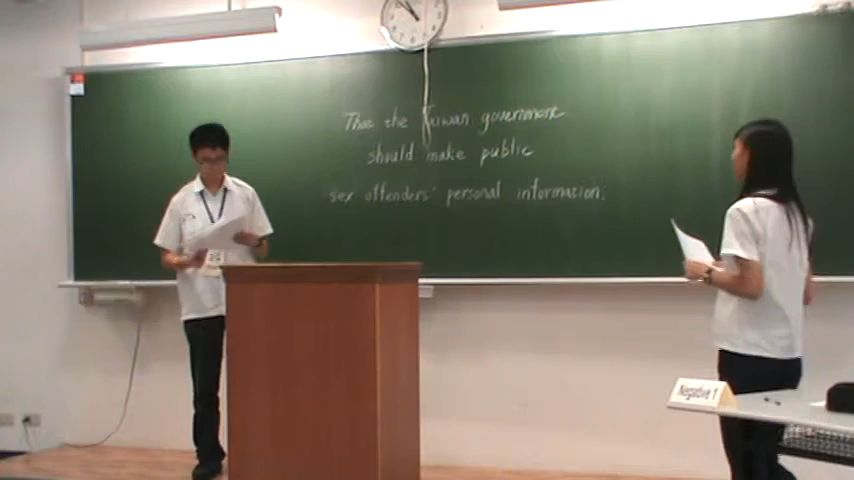 That the Taiwan government
should make public
sex offenders' personal information.
Negative 1